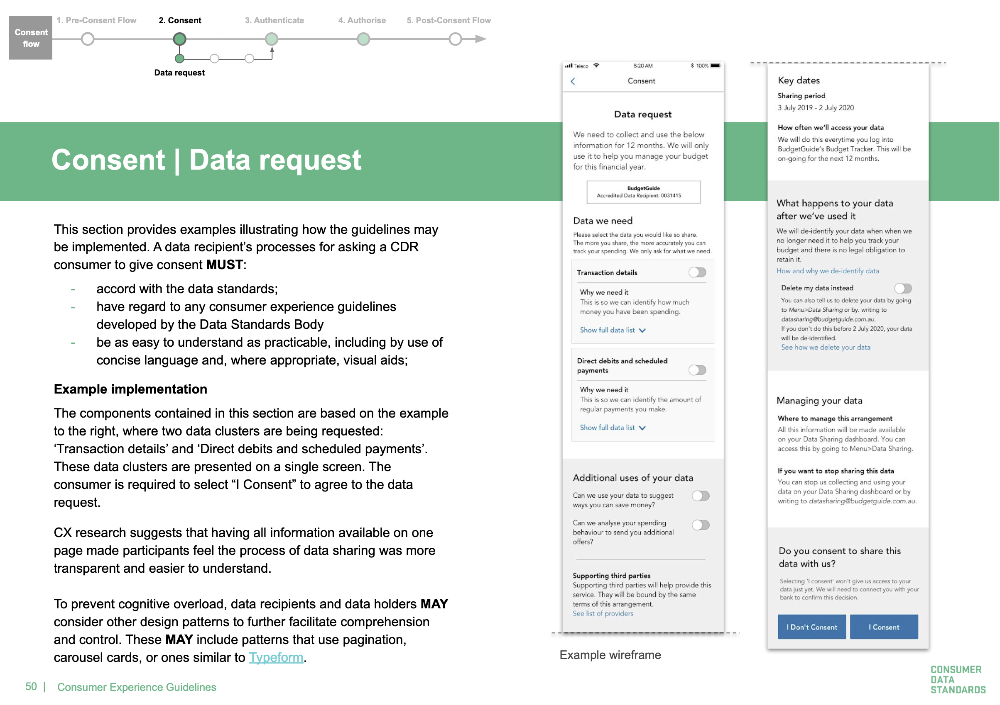 Consent
flow
1. Pre-Consent Flow
2. Consent
3. Authenticate
4. Authorise
5. Post-Consent Flow
Data request
Consent | Data request
This section provides examples illustrating how the guidelines may
be implemented. A data recipient’s processes for asking a CDR
consumer to give consent MUST:
- accord with the data standards;
- have regard to any consumer experience guidelines
developed by the Data Standards Body
- be as easy to understand as practicable, including by use of
concise language and, where appropriate, visual aids;
Example implementation
The components contained in this section are based on the example
to the right, where two data clusters are being requested:
‘Transaction details’ and ‘Direct debits and scheduled payments’.
These data clusters are presented on a single screen. The
consumer is required to select “I Consent” to agree to the data
request.
CX research suggests that having all information available on one
page made participants feel the process of data sharing was more
transparent and easier to understand.
To prevent cognitive overload, data recipients and data holders MAY
consider other design patterns to further facilitate comprehension
and control. These MAY include patterns that use pagination,
carousel cards, or ones similar to Typeform.
Teleco
8:20 AM
100%
Consent
Data request
We need to collect and use the below
information for 12 months. We will only
use it to help you manage your budget
for this financial year.
BudgetGuide
Accredited Data Recipient: 0031415
Data we need
Please select the data you would like so share.
The more you share, the more accurately you can
track your spending. We only ask for what we need.
Transaction details
Why we need it
This is so we can identify how much
money you have been spending.
Show full data list
Direct debits and scheduled
payments
Why we need it
This is so we can identify the amount of
regular payments you make.
Show full data list
Additional uses of your data
Can we use your data to suggest
ways you can save money?
Can we analyse your spending
behaviour to send you additional
offers?
Supporting third parties
Supporting third parties will help provide this
service. They will be bound by the same
terms of this arrangement.
See list of providers
Example wireframe
Key dates
Sharing period
3 July 2019 - 2 July 2020
How often we’ll access your data
We will do this everytime you log into
BudgetGuide’s Budget Tracker. This will be
on-going for the next 12 months.
What happens to your data
after we’ve used it
We will de-identify your data when when we
no longer need it to help you track your
budget and there is no legal obligation to
retain it.
How and why we de-identify data
Delete my data instead
You can also tell us to delete your data by going
to Menu>Data Sharing or by. writing to
datasharing@budgetguide.com.au.
If you don't do this before 2 July 2020, your data
will be de-identified.
See how we delete your data
Managing your data
Where to manage this arrangement
All this information will be made available
on your Data Sharing dashboard. You can
access this by going to Menu>Data Sharing.
If you want to stop sharing this data
You can stop us collecting and using your
data on your Data Sharing dashboard or by
writing to datasharing@budgetguide.com.au.
Do you consent to share this
data with us?
Selecting 'I consent' won't give us access to your
data just yet. We will need to connect you with your
bank to confirm this decision.
I Don't Consent
I Consent
50 | Consumer Experience Guidelines
CONSUMER
DATA
STANDARDS